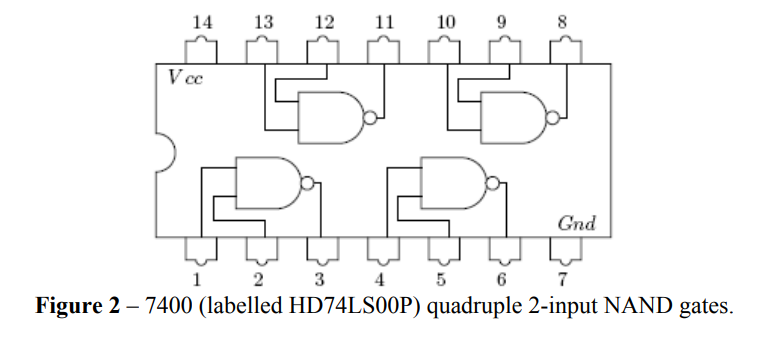 14 13 12 11 10 9 8
Vcc
Gnd
1 2 3 4 5 6 7
Figure 2 – 7400 (labelled HD74LS00P) quadruple 2-input NAND gates.